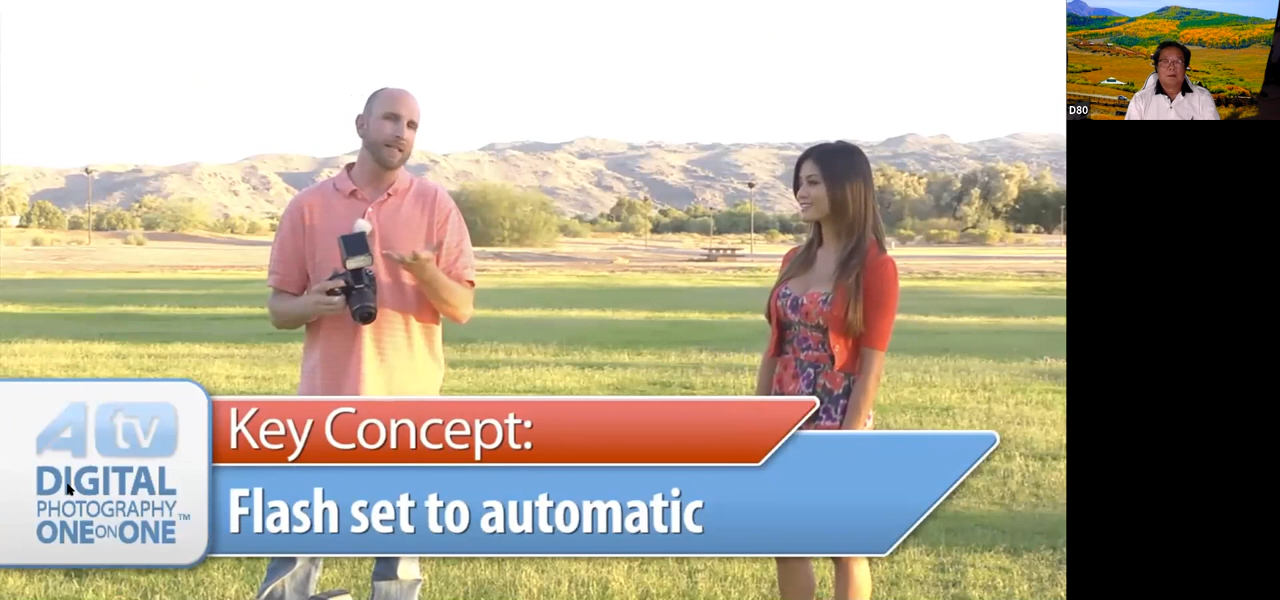 Key Concept:
Flash set to automatic
A tv
DIGITAL
PHOTOGRAPHY
ONE ON ONE™
D80